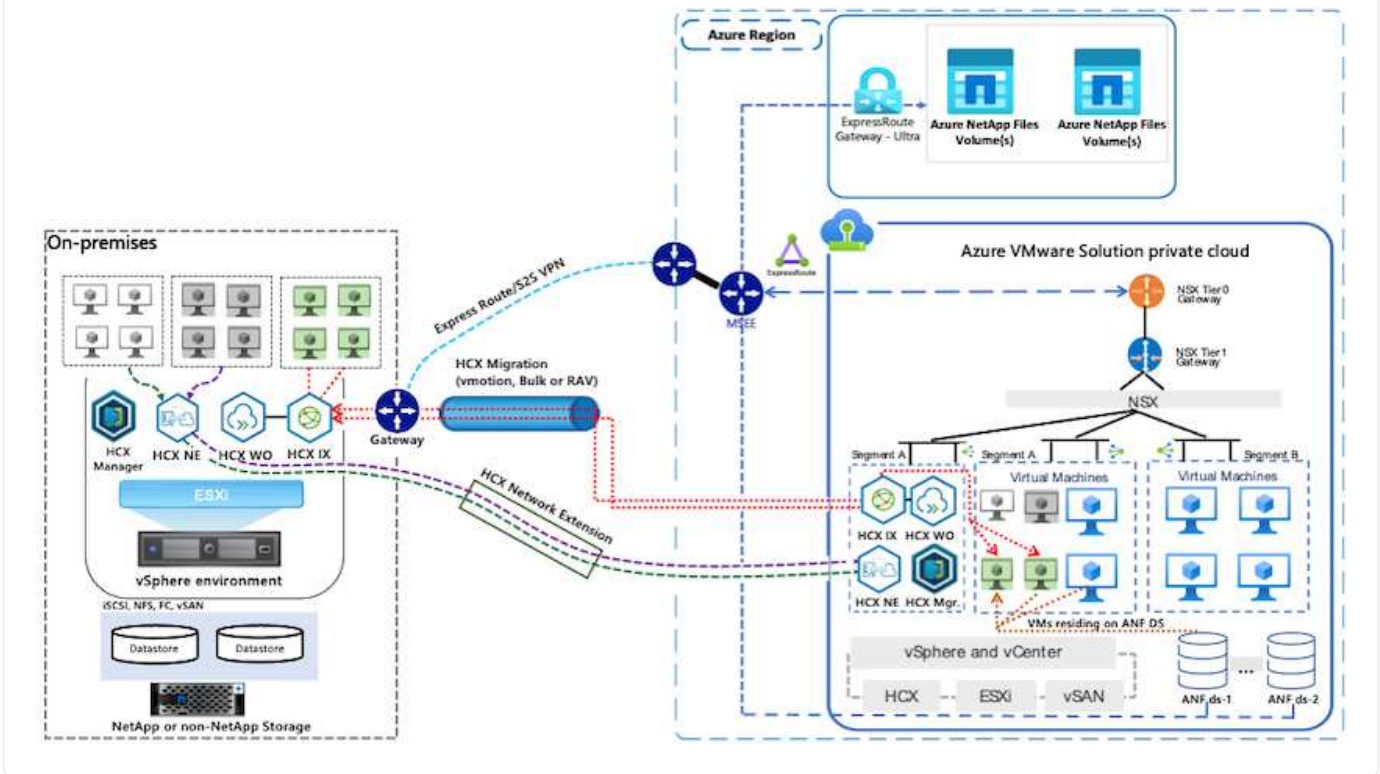 Azure Region
ExpressRoute
Gateway - Ultra
Azure NetApp Files
Volume(s)
Azure NetApp Files
Volume(s)
On-premises
Express Route/S2S VPN
ExpressRoute
MSEE
Azure VMware Solution private cloud
NSX Tier0
Gateway
NSX Tier1
Gateway
NSX
HCX Migration
(vmotion, Bulk or RAV)
Gateway
HCX
Manager
HCX NE
HCX WO
HCX IX
ESXi
vSphere environment
iSCSI, NFS, FC, vSAN
Datastore
Datastore
NetApp or non-NetApp Storage
HCX Network Extension
Segment A
Segment A
Segment B
Virtual Machines
Virtual Machines
HCX IX
HCX WO
HCX NE
HCX Mgr.
VMs residing on ANF DS
vSphere and vCenter
HCX
ESXi
vSAN
...
ANF ds-1
ANF ds-2